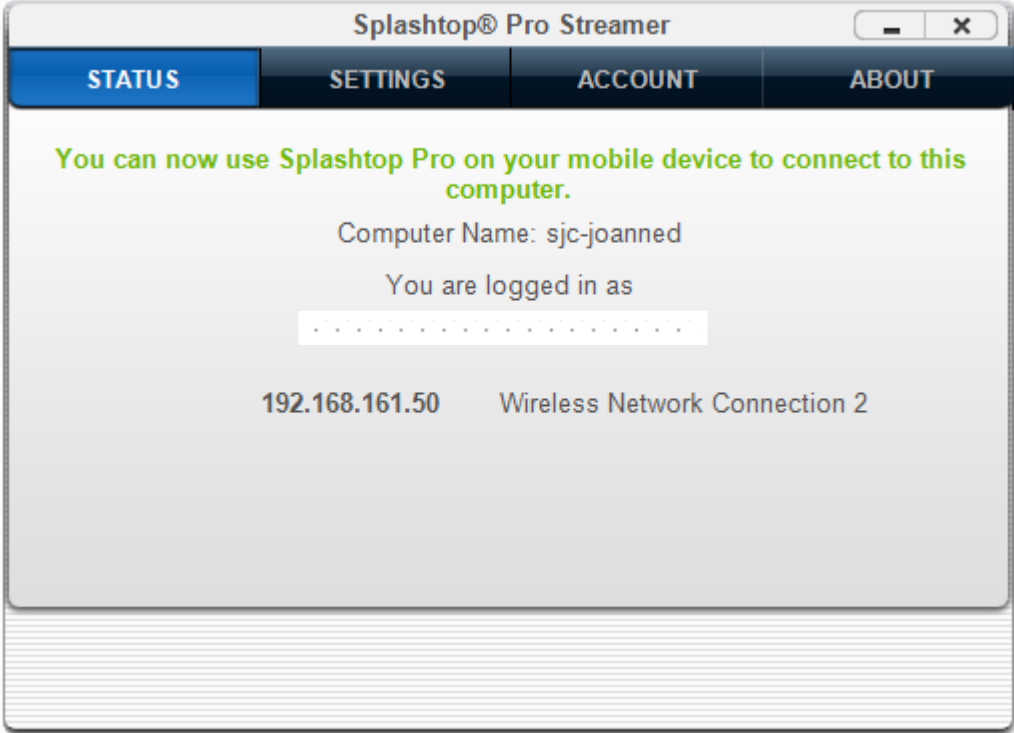 Splashtop® Pro Streamer
STATUS SETTINGS ACCOUNT ABOUT
You can now use Splashtop Pro on your mobile device to connect to this
computer.
Computer Name: sjc-joanned
You are logged in as
192.168.161.50 Wireless Network Connection 2